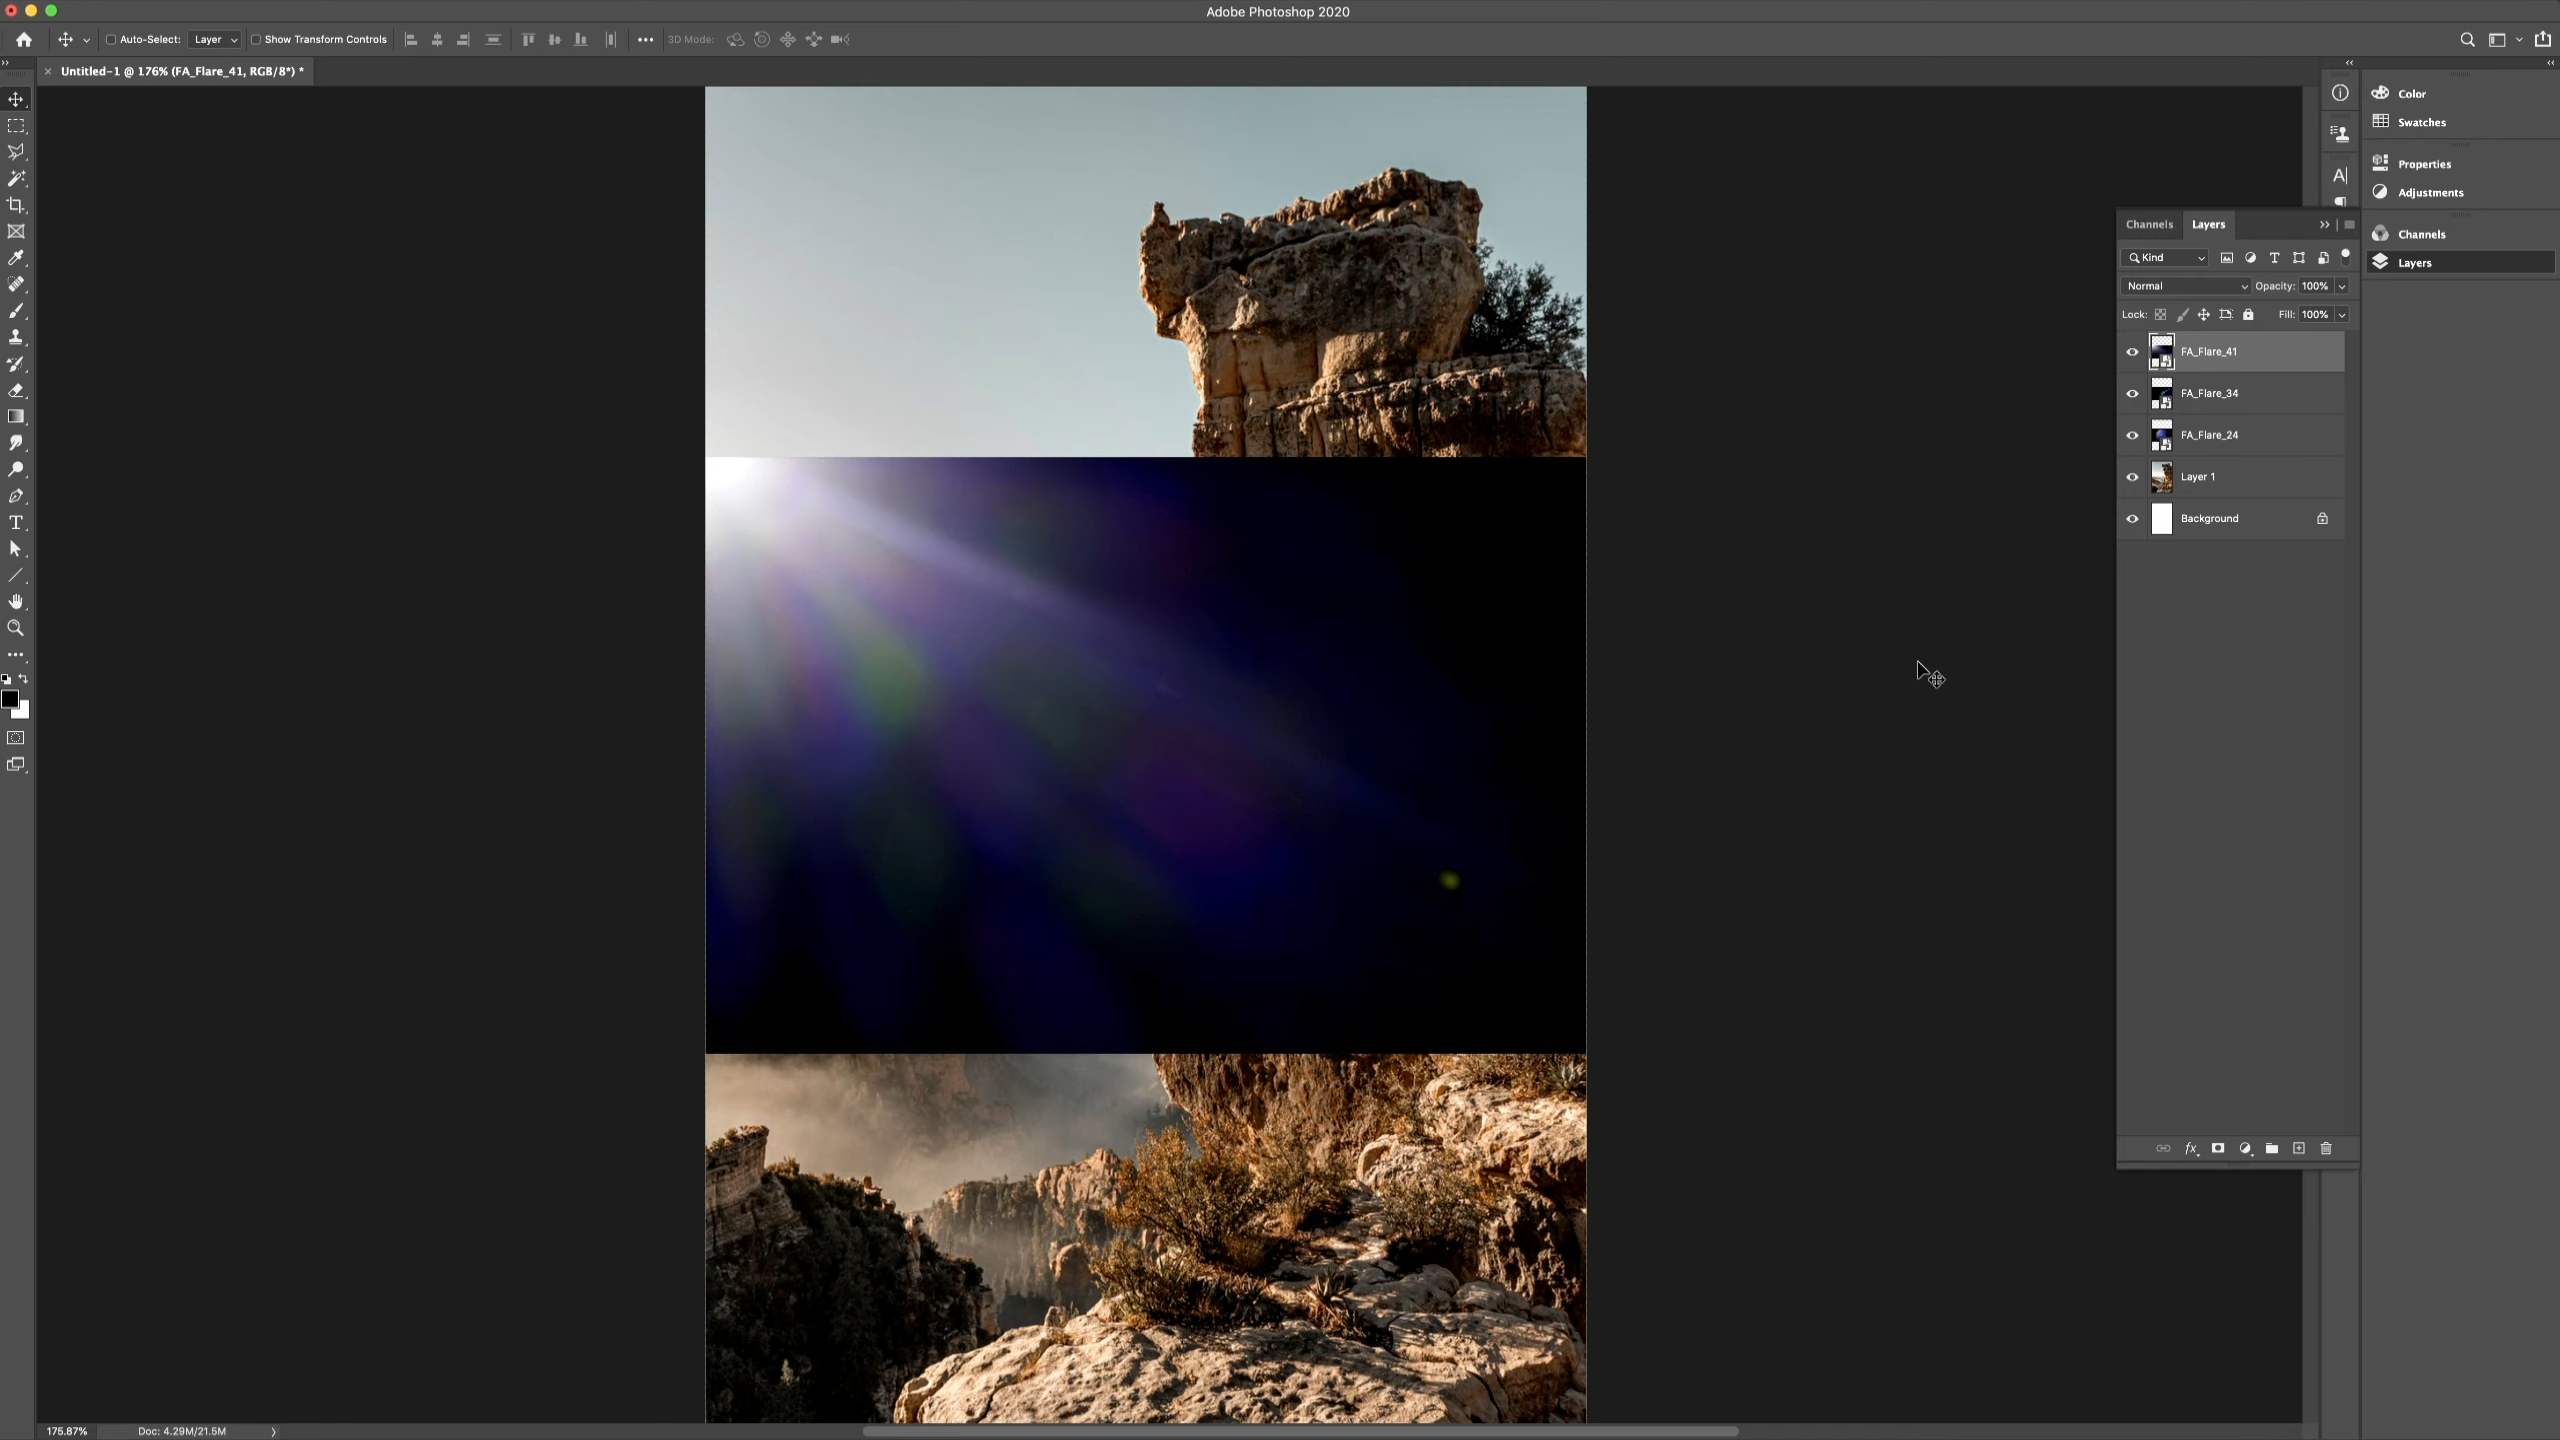 Adobe Photoshop 2020
Auto-Select: Layer Show Transform Controls 3D Mode:
Untitled-1 @ 176% (FA_Flare_41, RGB/8*) *
Color
Swatches
Properties
Adjustments
Channels
Layers
Channels Layers
Kind
Normal Opacity: 100%
Lock: Fill: 100%
FA_Flare_41
FA_Flare_34
FA_Flare_24
Layer 1
Background
fx
175.87% Doc: 4.29M/21.5M